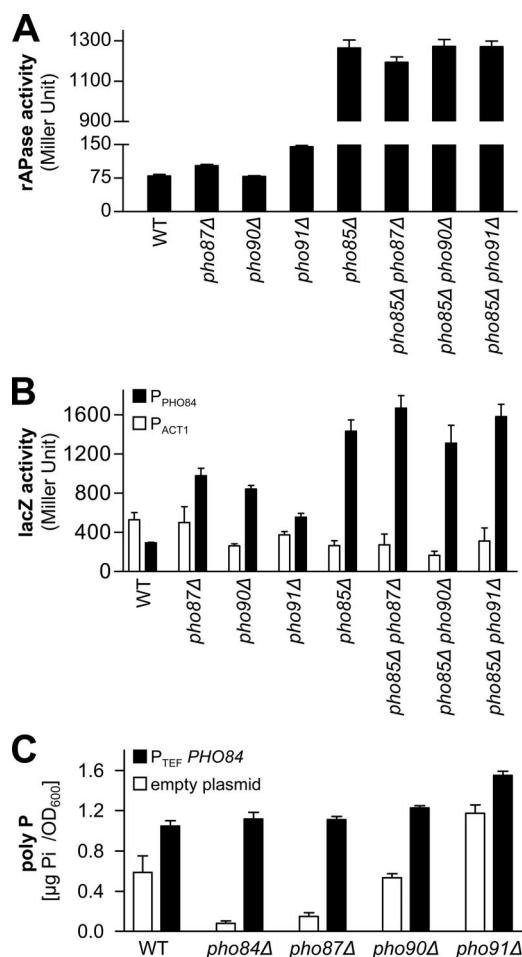 A
rAPase activity
(Miller Unit)
1300
1100
900
150
75
0
WT
pho87Δ
pho90Δ
pho91Δ
pho85Δ
pho85Δ pho87Δ
pho85Δ pho90Δ
pho85Δ pho91Δ
B
PPHO84
PACT1
lacZ activity
(Miller Unit)
1600
1200
800
400
0
WT
pho87Δ
pho90Δ
pho91Δ
pho85Δ
pho85Δ pho87Δ
pho85Δ pho90Δ
pho85Δ pho91Δ
C
PTEF PHO84
empty plasmid
poly P
[µg Pi /OD600]
1.6
1.2
0.8
0.4
0.0
WT
pho84Δ
pho87Δ
pho90Δ
pho91Δ